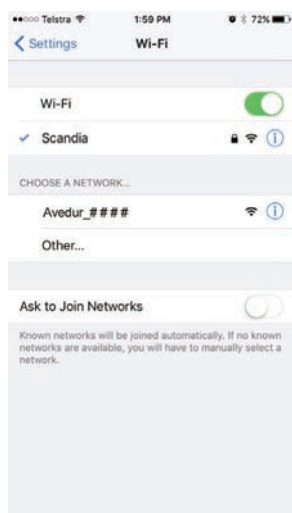 Telstra 1:59 PM 72%
Settings Wi-Fi
Wi-Fi
Scandia
CHOOSE A NETWORK...
Avedur_####
Other...
Ask to Join Networks
Known networks will be joined automatically. If no known
networks are available, you will have to manually select a
network.